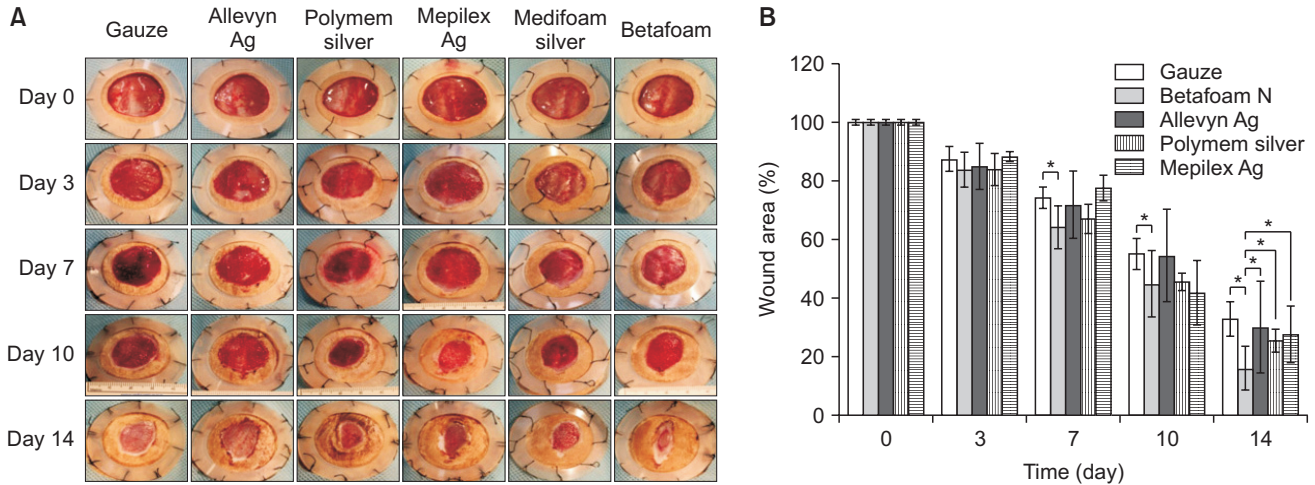 A
Gauze
Allevyn
Ag
Polymem
silver
Mepilex
Ag
Medifoam
silver
Betafoam
Day 0
Day 3
Day 7
Day 10
Day 14
B
Wound area (%)
120
100
80
60
40
20
0
0 3 7 10 14
Time (day)
Gauze
Betafoam N
Allevyn Ag
Polymem silver
Mepilex Ag
*
*
*
*
*
*